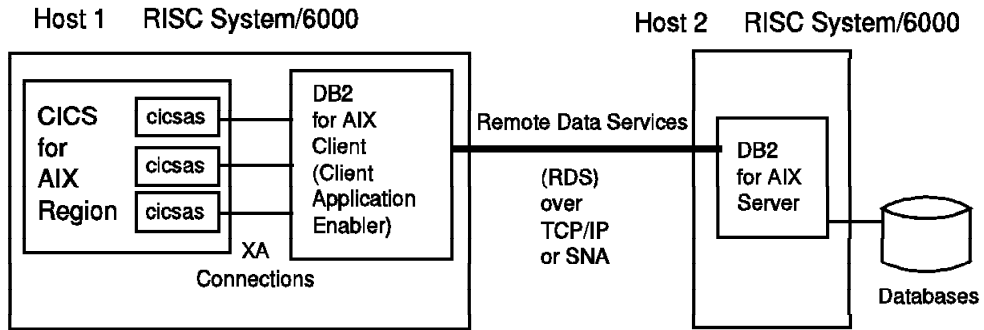 Host 1 RISC System/6000
Host 2 RISC System/6000
CICS
for
AIX
Region
cicsas
cicsas
cicsas
XA
Connections
DB2
for AIX
Client
(Client
Application
Enabler)
Remote Data Services
(RDS)
over
TCP/IP
or SNA
DB2
for AIX
Server
Databases